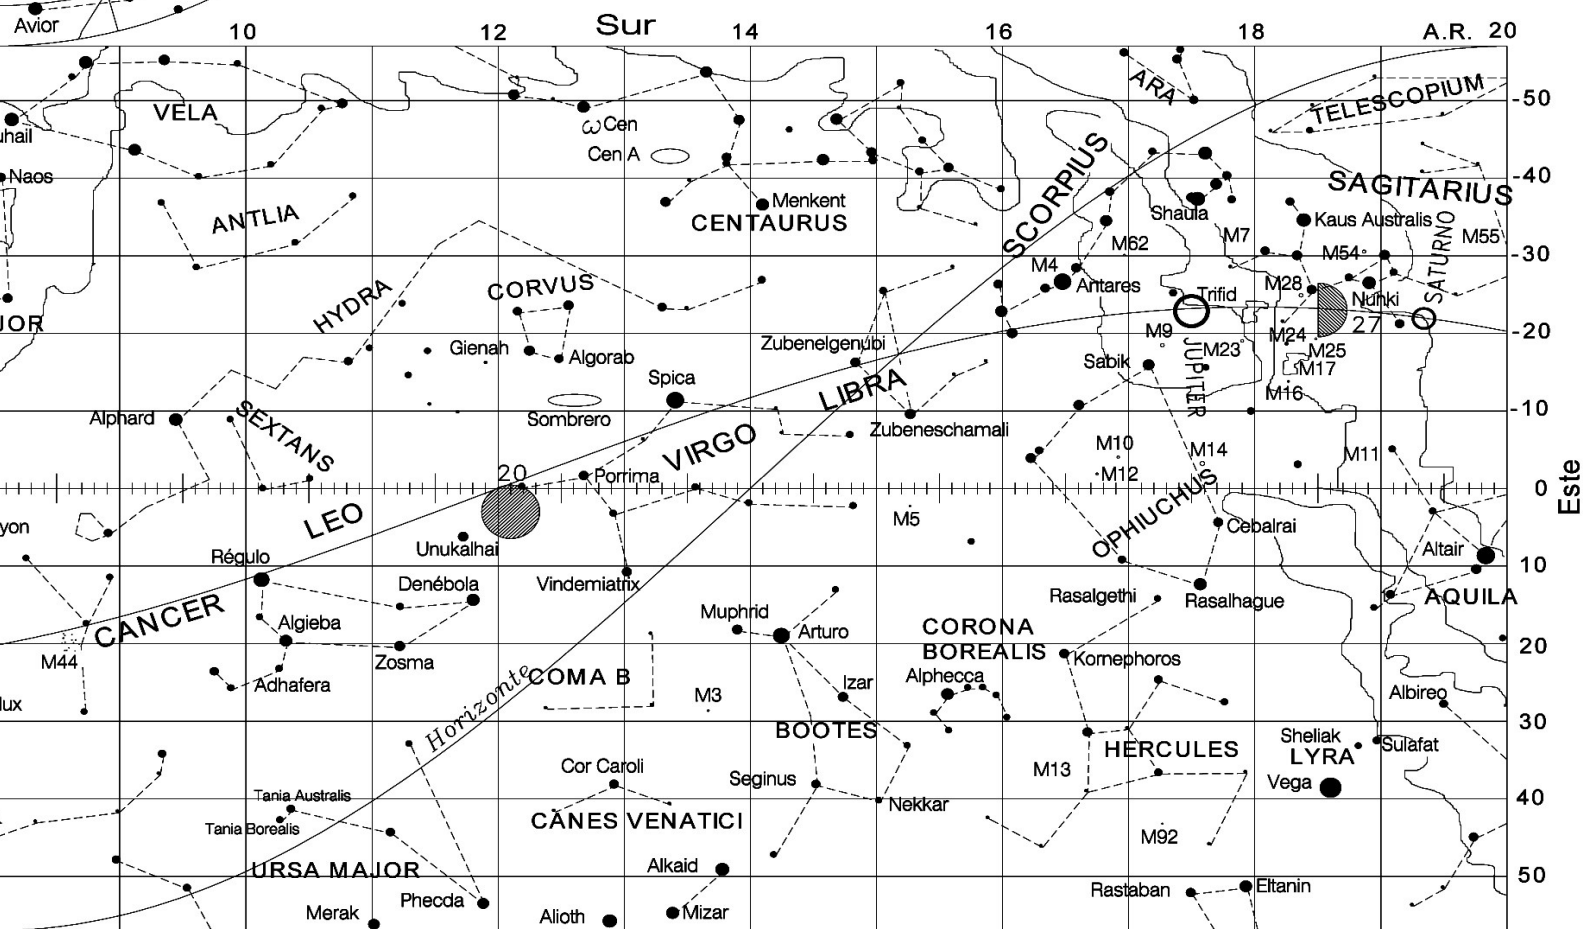 Avior
10
12
Sur
14
16
18
A.R. 20
VELA
ωCen
Cen A
ARA
TELESCOPIUM
-50
uhail
Naos
ANTLIA
Menkent
CENTAURUS
SCORPIUS
Shaula
SAGITARIUS
-40
Kaus Australis
M62
M7
M54
M55
-30
HYDRA
CORVUS
M4
Antares
Trifid
M28
Nunki
SATURNO
JOR
Gienah
Algorab
Zubenelgenubi
M9
M24
27
-20
Sabik
M23
M25
M17
M16
JUPITER
Spica
LIBRA
Alphard
SEXTANS
Sombrero
VIRGO
Zubeneschamali
-10
M10
M12
M14
M11
20
Porrima
0
Este
yon
LEO
Unukalhai
M5
OPHIUCHUS
Cebalrai
Altair
Régulo
Denébola
Vindemiatrix
10
CANCER
Algieba
Muphrid
Arturo
Rasalgethi
Rasalhague
AQUILA
M44
Zosma
CORONA
BOREALIS
Kornephoros
20
Adhafera
COMA B
M3
Izar
Alphecca
Albireo
lux
Horizonte
BOOTES
HERCULES
30
Sheliak
LYRA
Sulafat
Cor Caroli
Seginus
M13
Vega
Tania Australis
Tania Borealis
CANES VENATICI
Nekkar
M92
40
URSA MAJOR
Alkaid
50
Phecda
Merak
Alioth
Mizar
Rastaban
Eltanin